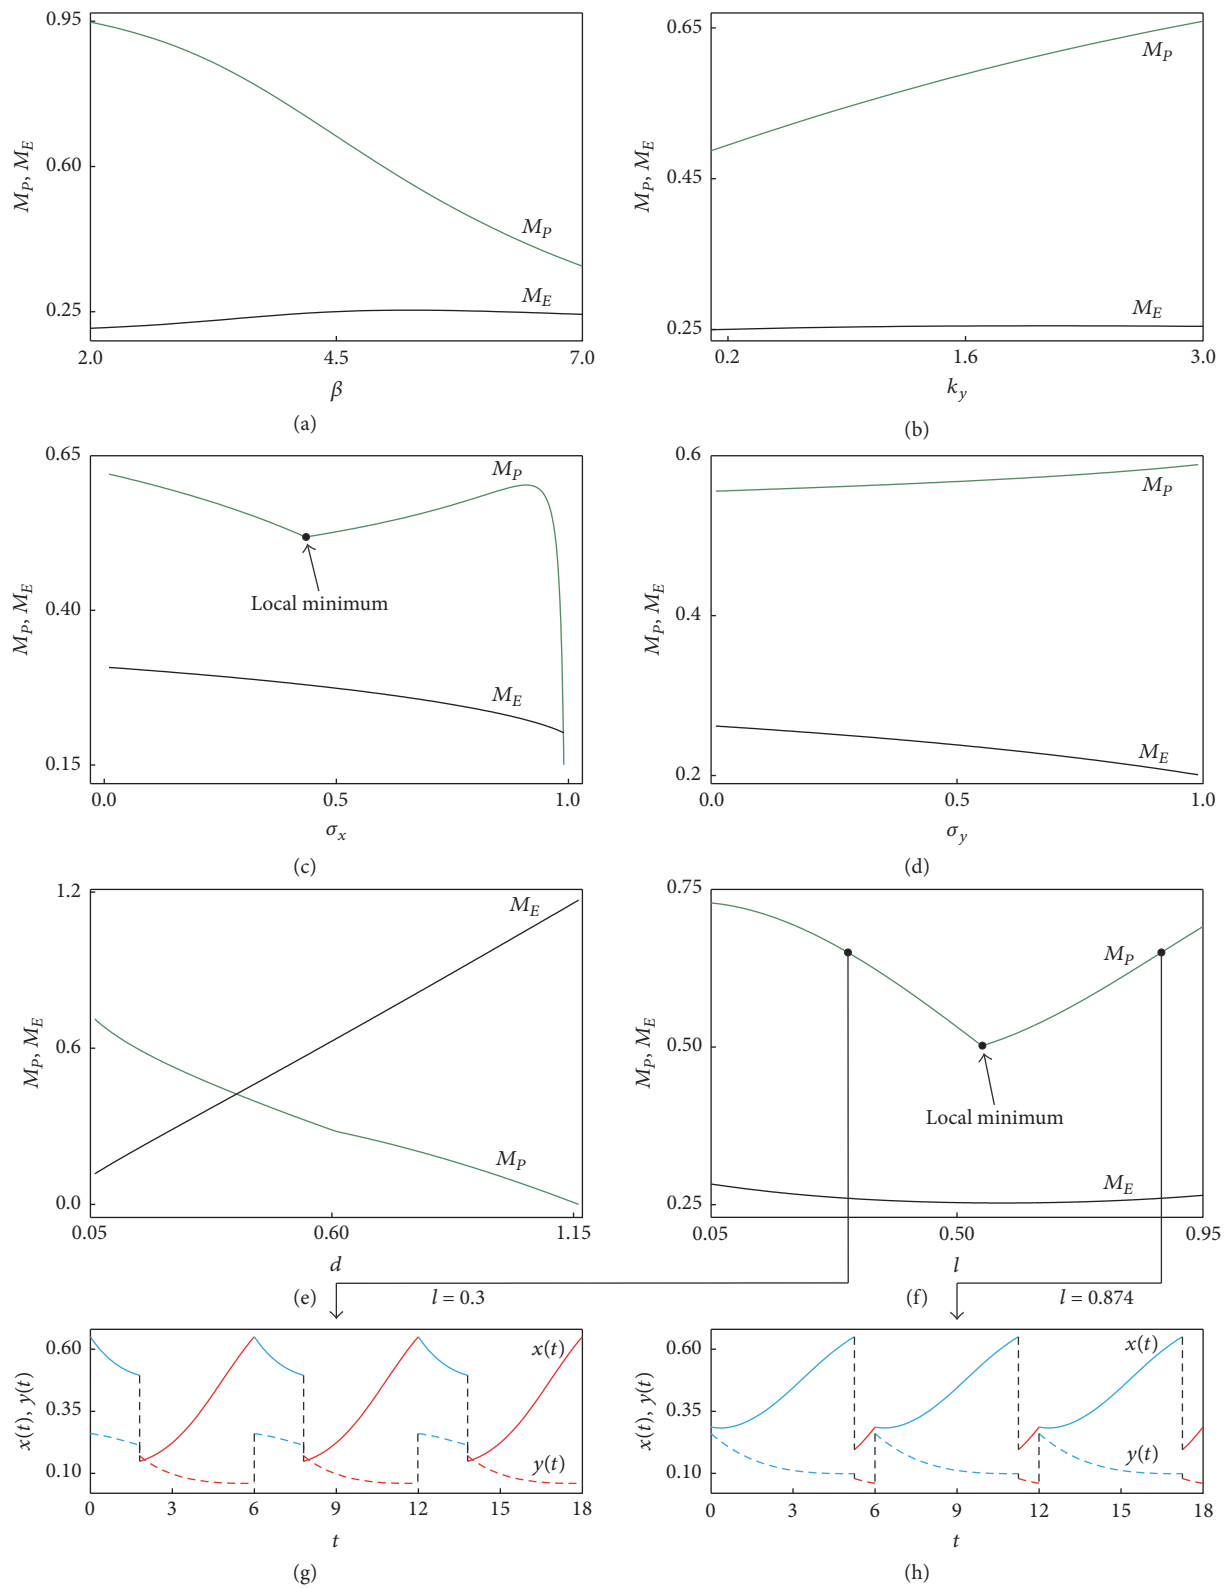 0.95
0.60
0.25
M_P, M_E
M_P
M_E
2.0 4.5 7.0
β
(a)
0.65
0.45
0.25
M_P, M_E
M_P
M_E
0.2 1.6 3.0
k_y
(b)
0.65
0.40
0.15
M_P, M_E
M_P
Local minimum
M_E
0.0 0.5 1.0
σ_x
(c)
0.6
0.4
0.2
M_P, M_E
M_P
M_E
0.0 0.5 1.0
σ_y
(d)
1.2
0.6
0.0
M_P, M_E
M_E
M_P
0.05 0.60 1.15
d
(e)
0.75
0.50
0.25
M_P, M_E
M_P
Local minimum
M_E
0.05 0.50 0.95
l
(f)
l = 0.3
l = 0.874
0.60
0.35
0.10
x(t), y(t)
x(t)
y(t)
0 3 6 9 12 15 18
t
(g)
0.60
0.35
0.10
x(t), y(t)
x(t)
y(t)
0 3 6 9 12 15 18
t
(h)